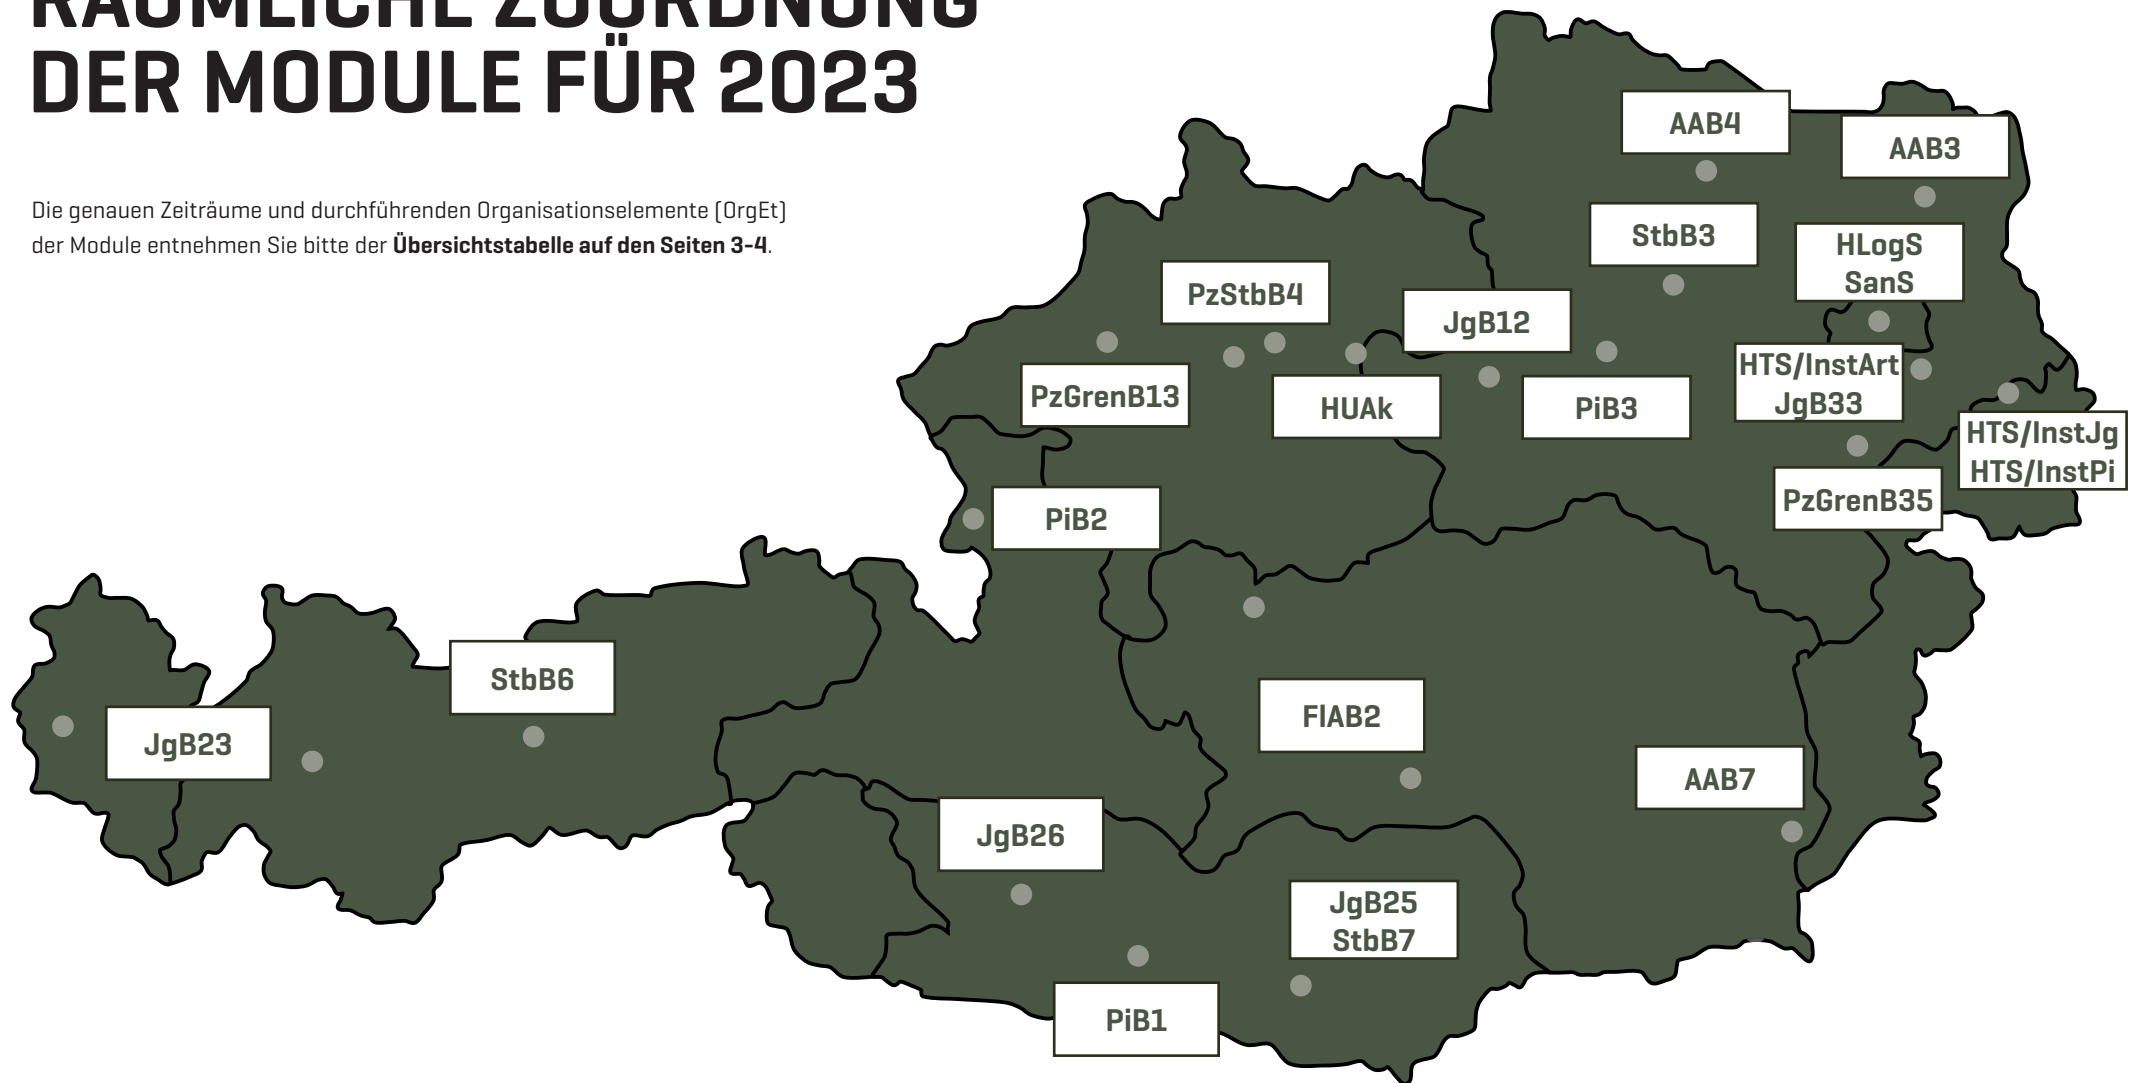 RÄUMLICHE ZUORDNUNG
DER MODULE FÜR 2023
Die genauen Zeiträume und durchführenden Organisationselemente (OrgEt)
der Module entnehmen Sie bitte der Übersichtstabelle auf den Seiten 3-4.
AAB4
AAB3
StbB3
HLogS
SanS
PzStbB4
JgB12
HTS/InstArt
JgB33
PzGrenB13
HUAk
PiB3
HTS/InstJg
HTS/InstPi
PzGrenB35
PiB2
StbB6
FlAB2
JgB23
AAB7
JgB26
JgB25
StbB7
PiB1